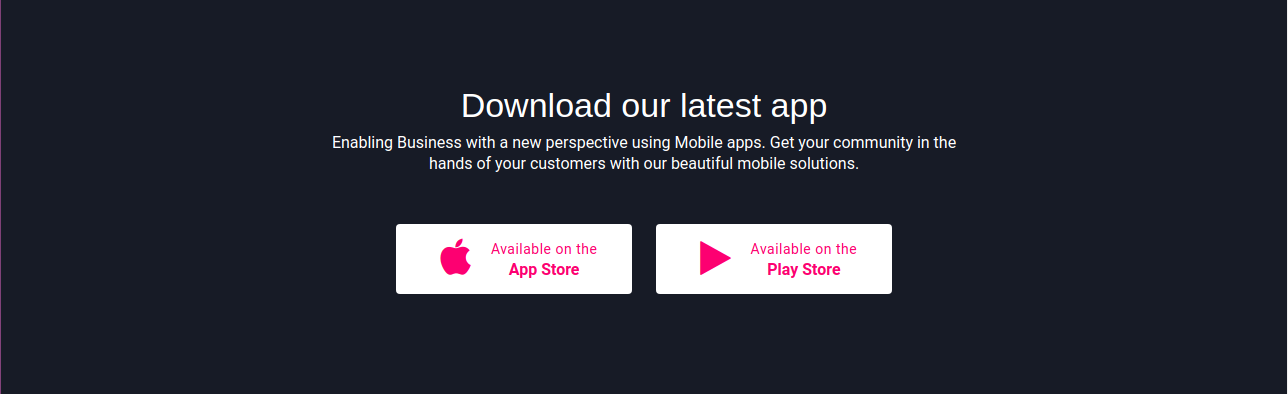 Download our latest app
Enabling Business with a new perspective using Mobile apps. Get your community in the
hands of your customers with our beautiful mobile solutions.
Available on the
App Store
Available on the
Play Store